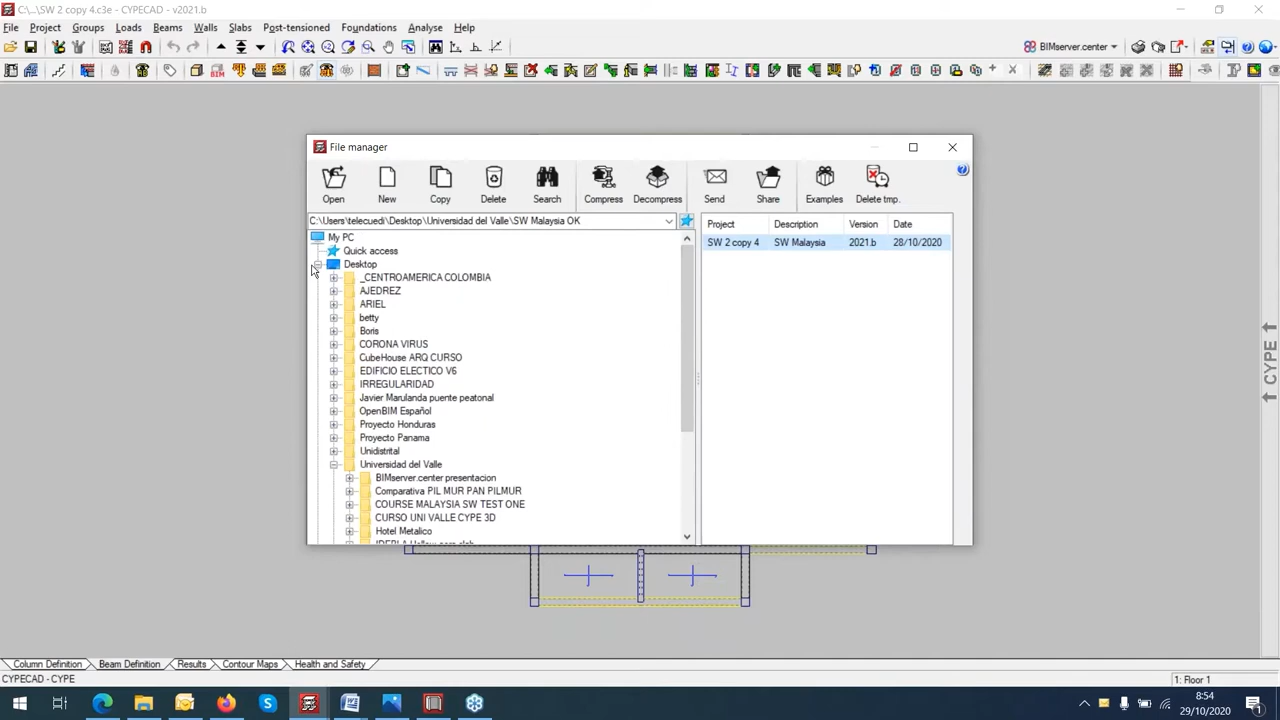 C:\...\SW 2 copy 4.c3e - CYPECAD - v2021.b
File Project Groups Loads Beams Walls Slabs Post-tensioned Foundations Analyse Help
BIMserver.center
BIM
File manager
Open New Copy Delete Search Compress Decompress Send Share Examples Delete tmp.
C:\Users\telecuedi\Desktop\Universidad del Valle\SW Malaysia OK
Project Description Version Date
SW 2 copy 4 SW Malaysia 2021.b 28/10/2020
My PC
Quick access
Desktop
_CENTROAMERICA COLOMBIA
AJEDREZ
ARIEL
betty
Boris
CORONA VIRUS
CubeHouse ARQ CURSO
EDIFICIO ELECTICO V6
IRREGULARIDAD
Javier Marulanda puente peatonal
OpenBIM Español
Proyecto Honduras
Proyecto Panama
Unidistrital
Universidad del Valle
BIMserver.center presentacion
Comparativa PIL MUR PAN PILMUR
COURSE MALAYSIA SW TEST ONE
CURSO UNI VALLE CYPE 3D
Hotel Metalico
CYPE
Column Definition Beam Definition Results Contour Maps Health and Safety
CYPECAD - CYPE
1: Floor 1
8:54
29/10/2020